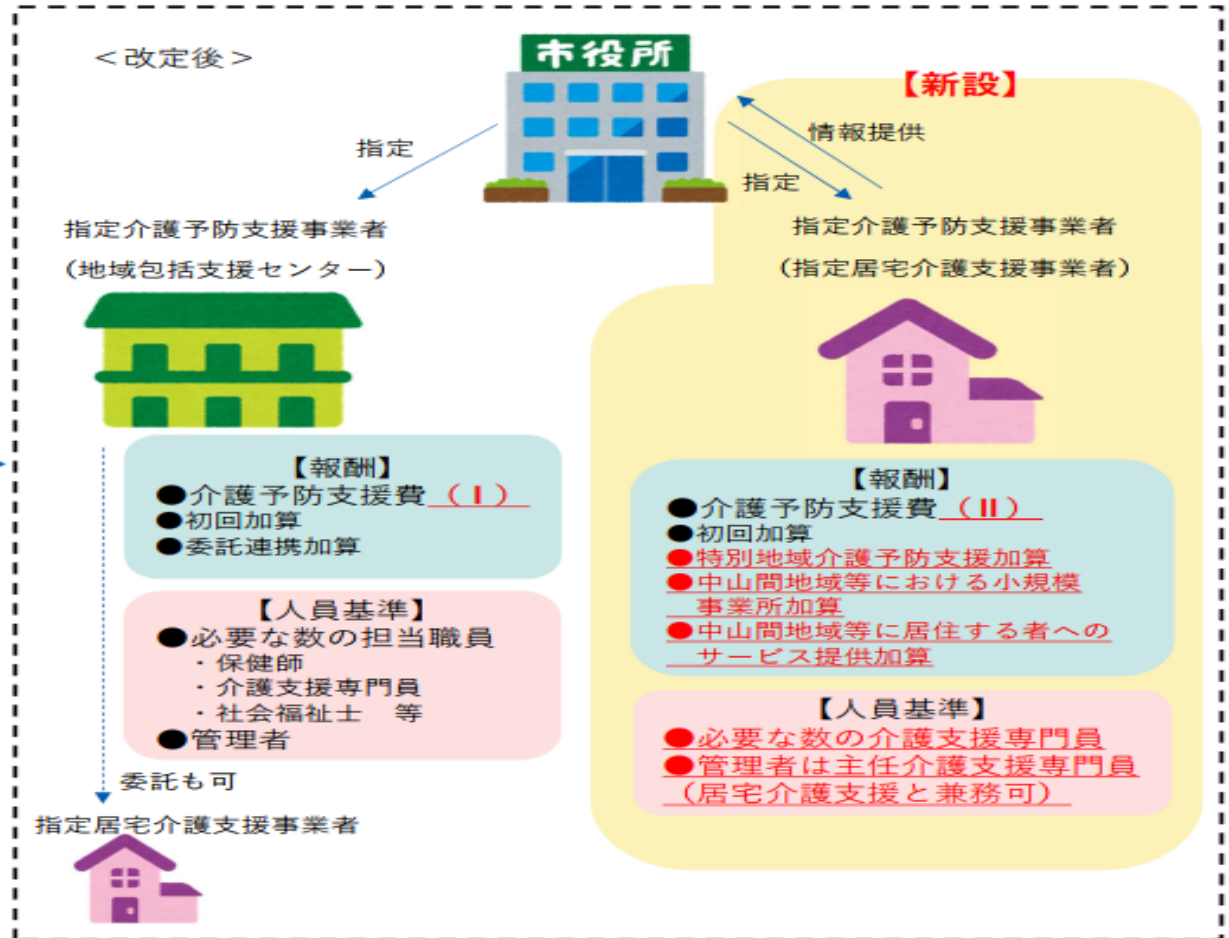 ＜改定後＞
市役所
【新設】
指定
情報提供
指定
指定介護予防支援事業者
（地域包括支援センター）
【報酬】
●介護予防支援費（Ⅰ）
●初回加算
●委託連携加算
【人員基準】
●必要な数の担当職員
・保健師
・介護支援専門員
・社会福祉士　等
●管理者
委託も可
指定居宅介護支援事業者
指定介護予防支援事業者
（指定居宅介護支援事業者）
【報酬】
●介護予防支援費（Ⅱ）
●初回加算
●特別地域介護予防支援加算
●中山間地域等における小規模
事業所加算
●中山間地域等に居住する者への
サービス提供加算
【人員基準】
●必要な数の介護支援専門員
●管理者は主任介護支援専門員
（居宅介護支援と兼務可）